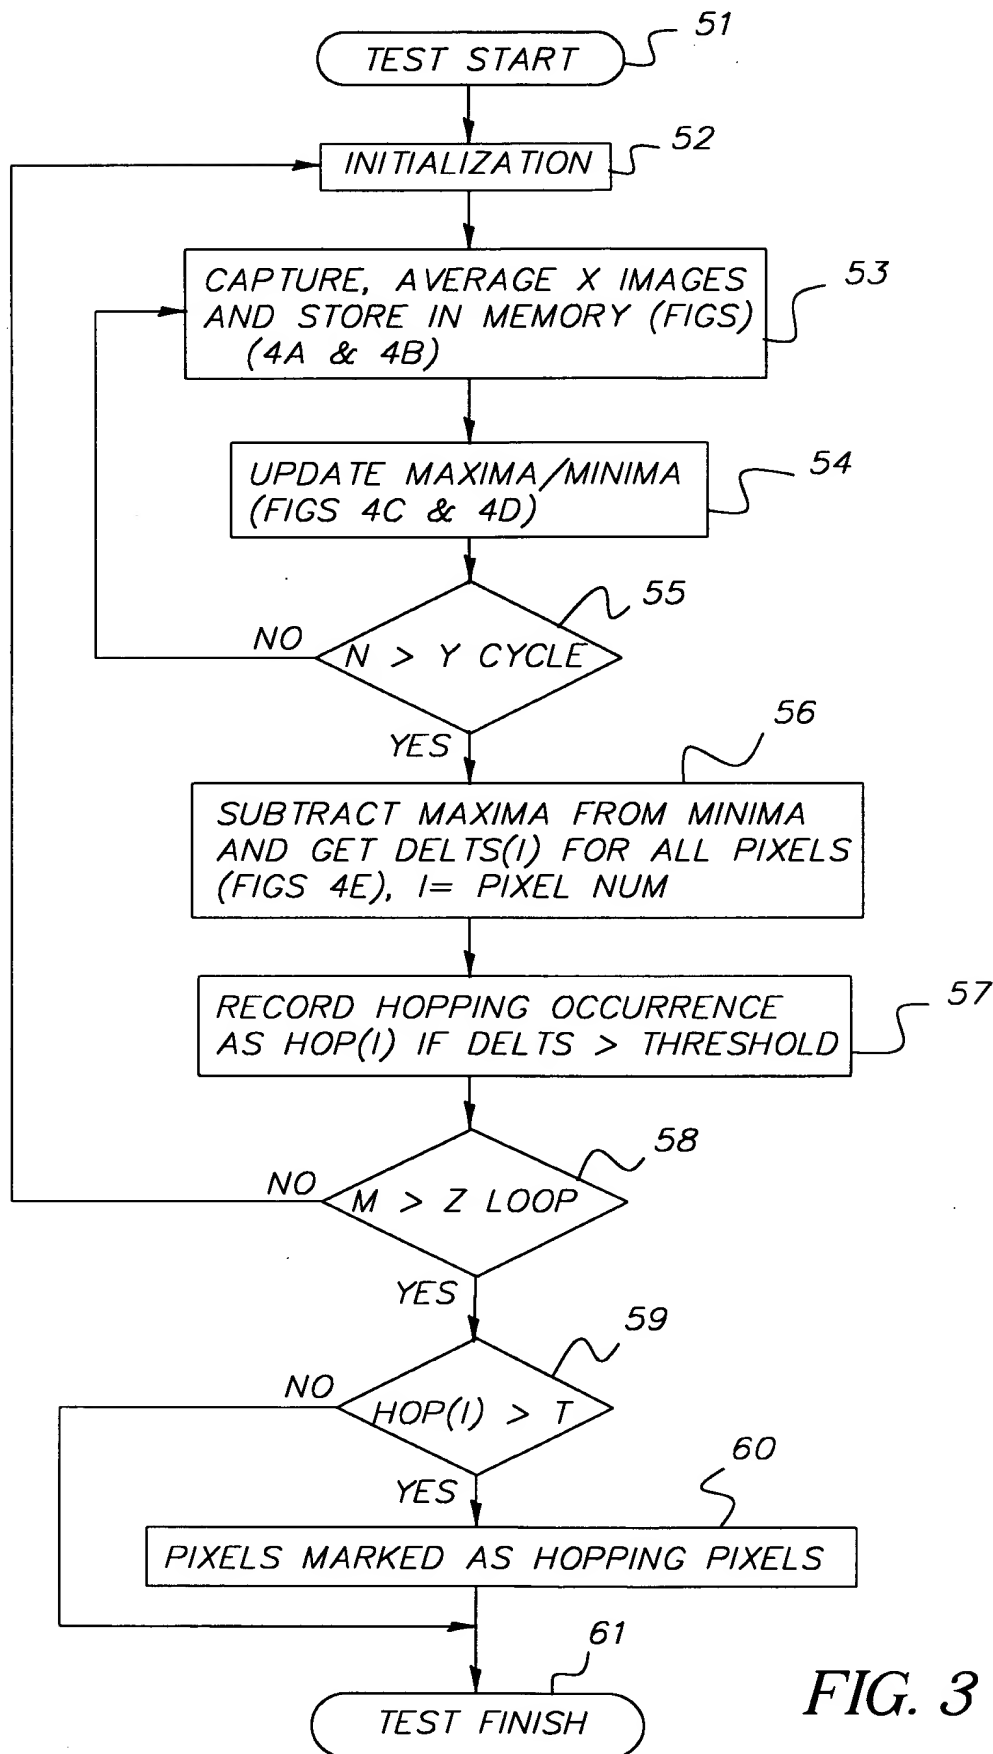 51
TEST START
52
INITIALIZATION
53
CAPTURE, AVERAGE X IMAGES
AND STORE IN MEMORY (FIGS)
(4A & 4B)
54
UPDATE MAXIMA/MINIMA
(FIGS 4C & 4D)
55
NO
N > Y CYCLE
YES
56
SUBTRACT MAXIMA FROM MINIMA
AND GET DELTS(I) FOR ALL PIXELS
(FIGS 4E), I= PIXEL NUM
57
RECORD HOPPING OCCURRENCE
AS HOP(I) IF DELTS > THRESHOLD
58
NO
M > Z LOOP
YES
59
NO
HOP(I) > T
YES
60
PIXELS MARKED AS HOPPING PIXELS
61
TEST FINISH
FIG. 3